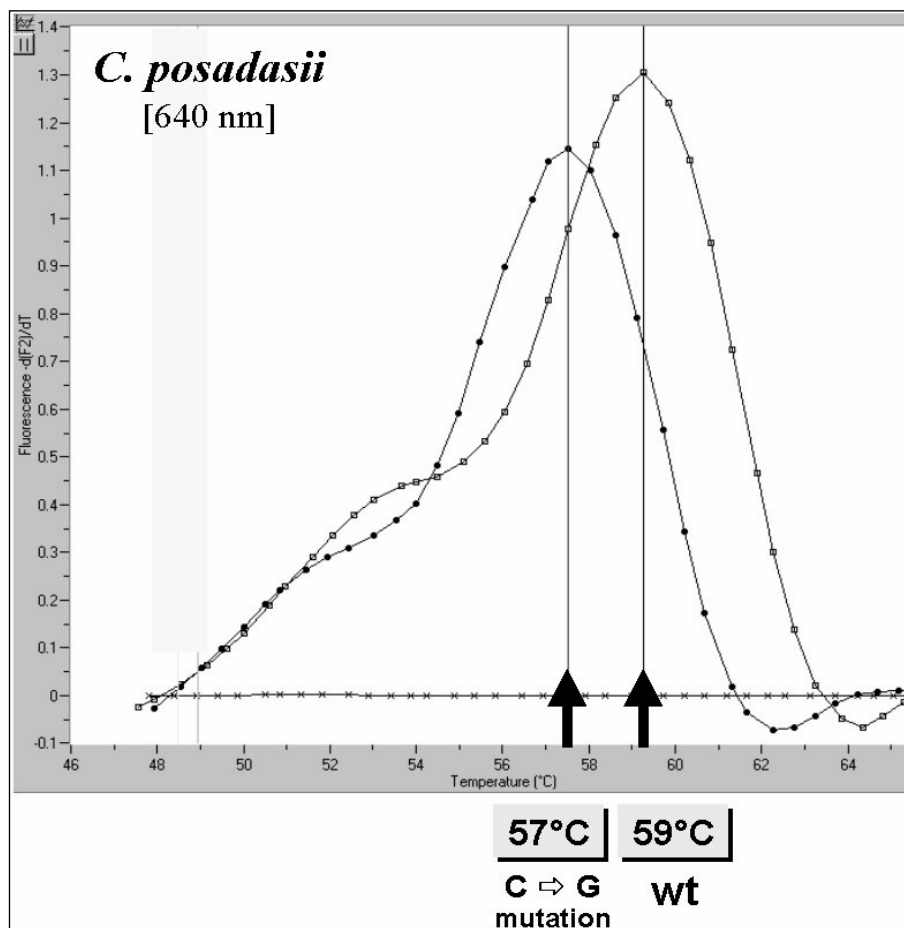 C. posadasii
[640 nm]
Fluorescence -d(F2)/dT
1.4
1.3
1.2
1.1
1
0.9
0.8
0.7
0.6
0.5
0.4
0.3
0.2
0.1
0
-0.1
46 48 50 52 54 56 58 60 62 64
Temperature (°C)
57°C 59°C
C ⇨ G wt
mutation